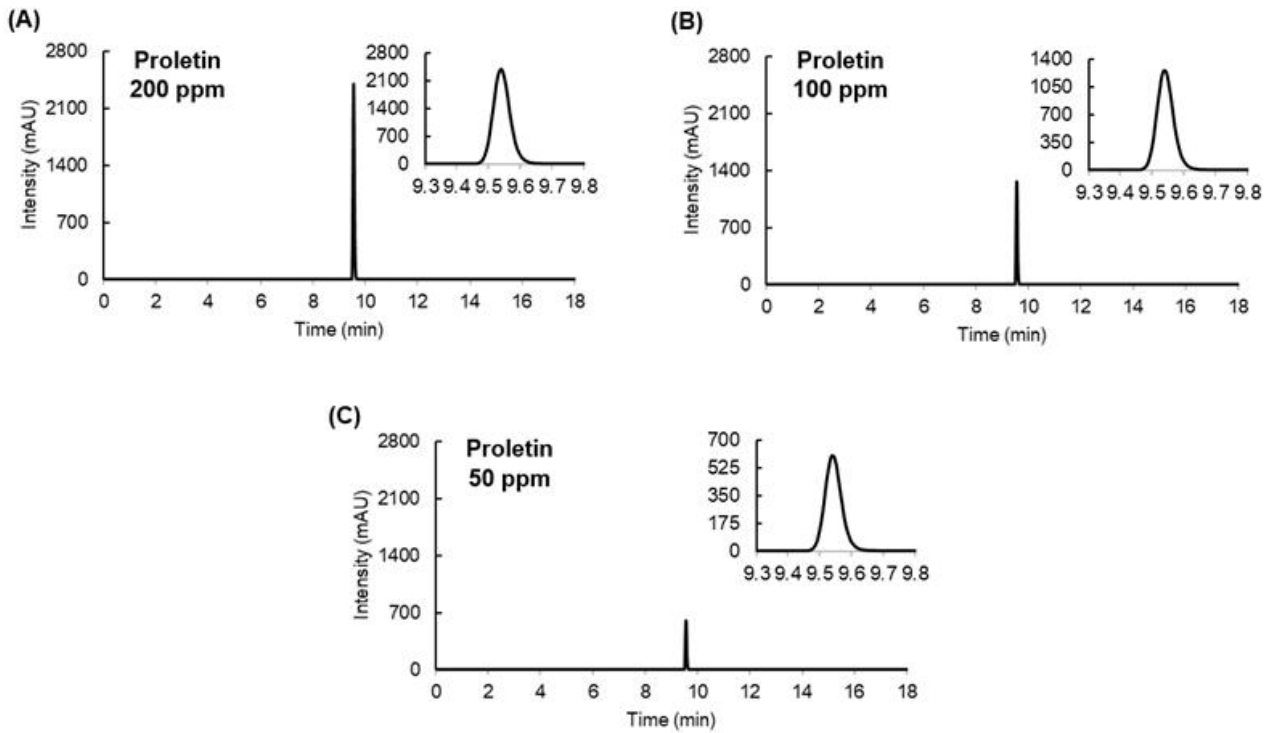 (A)
Proletin
200 ppm
Intensity (mAU)
2800
2100
1400
700
0
0 2 4 6 8 10 12 14 16 18
Time (min)
2800
2100
1400
700
0
9.3 9.4 9.5 9.6 9.7 9.8
(B)
Proletin
100 ppm
Intensity (mAU)
2800
2100
1400
700
0
0 2 4 6 8 10 12 14 16 18
Time (min)
1400
1050
700
350
0
9.3 9.4 9.5 9.6 9.7 9.8
(C)
Proletin
50 ppm
Intensity (mAU)
2800
2100
1400
700
0
0 2 4 6 8 10 12 14 16 18
Time (min)
700
525
350
175
0
9.3 9.4 9.5 9.6 9.7 9.8